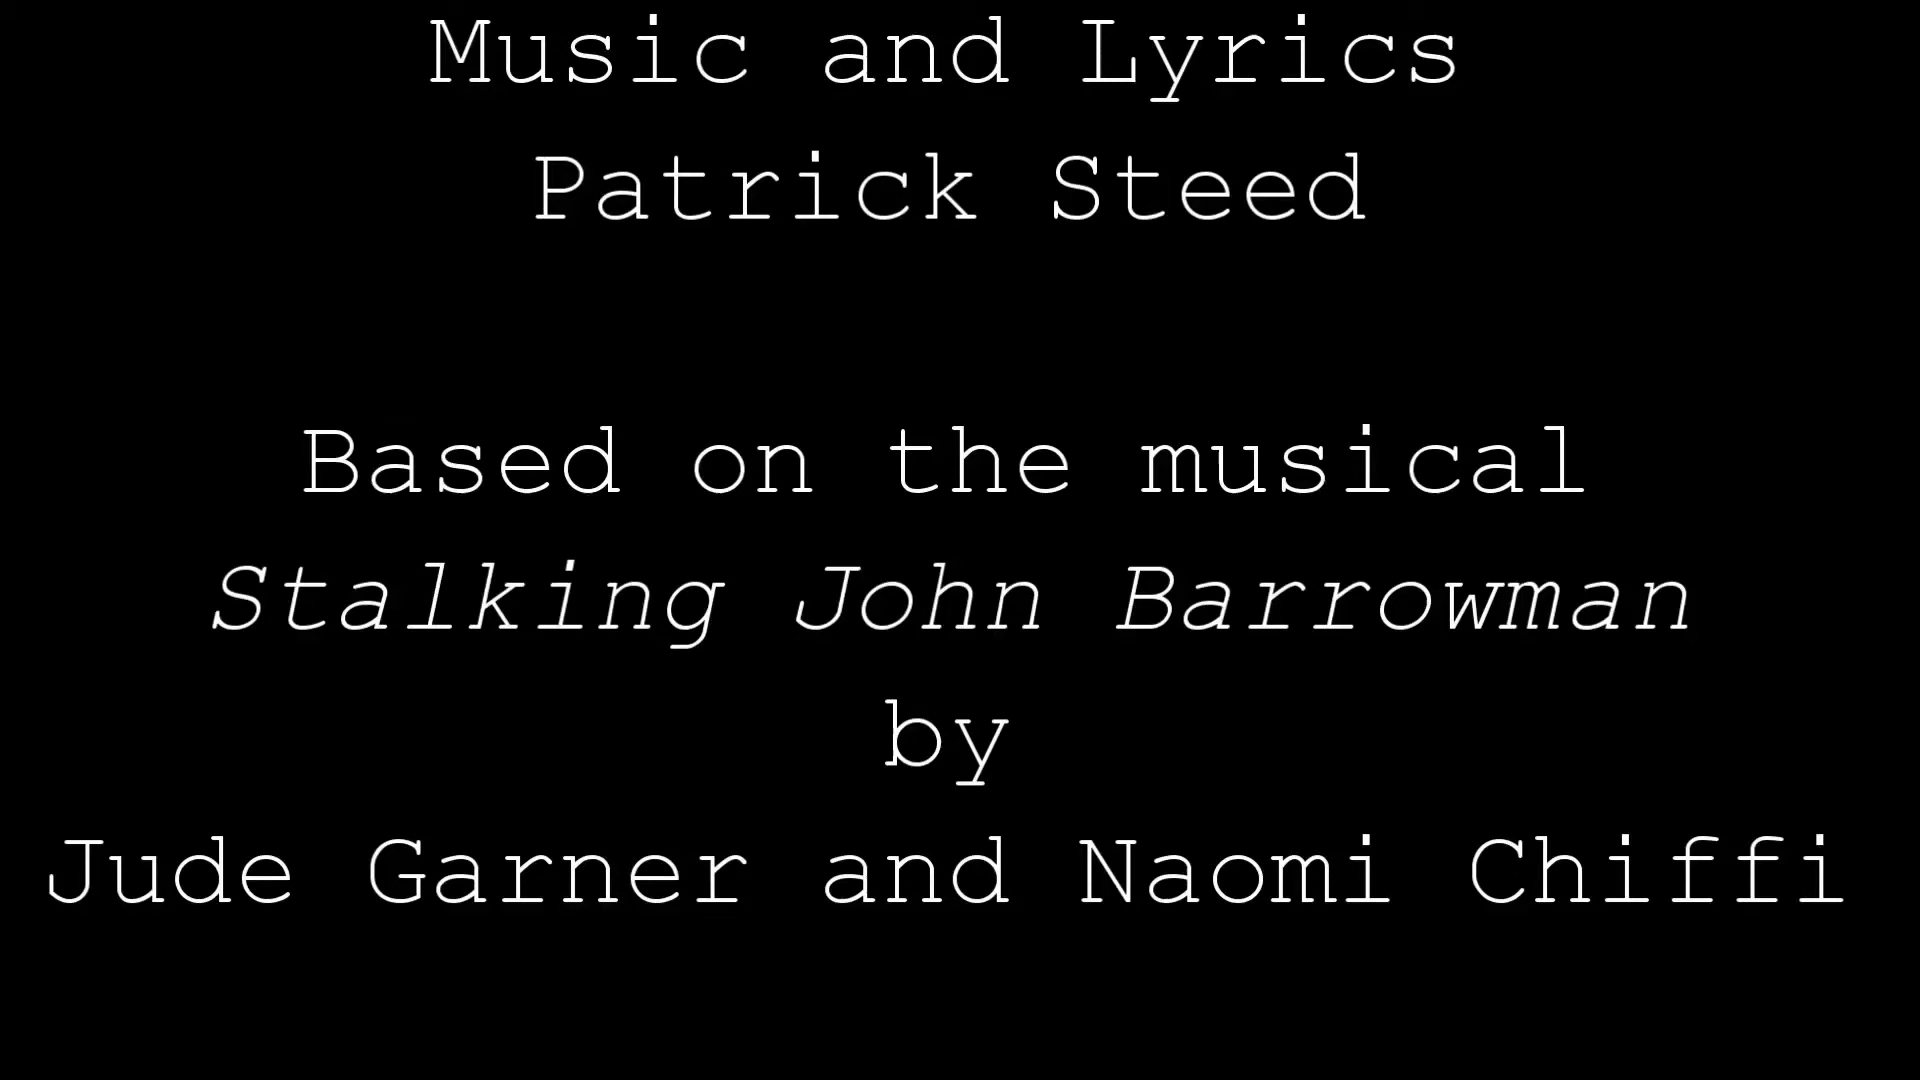 Music and Lyrics
Patrick Steed
Based on the musical
Stalking John Barrowman
by
Jude Garner and Naomi Chiffi